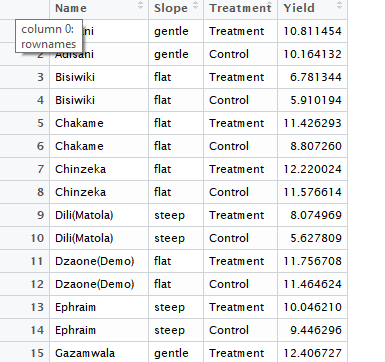 Name Slope Treatment Yield
column 0:
rownames
ani gentle Treatment 10.811454
2 Adisani gentle Control 10.164132
3 Bisiwiki flat Treatment 6.781344
4 Bisiwiki flat Control 5.910194
5 Chakame flat Treatment 11.426293
6 Chakame flat Control 8.807260
7 Chinzeka flat Treatment 12.220024
8 Chinzeka flat Control 11.576614
9 Dili(Matola) steep Treatment 8.074969
10 Dili(Matola) steep Control 5.627809
11 Dzaone(Demo) flat Treatment 11.756708
12 Dzaone(Demo) flat Control 11.464624
13 Ephraim steep Treatment 10.046210
14 Ephraim steep Control 9.446296
15 Gazamwala gentle Treatment 12.406727